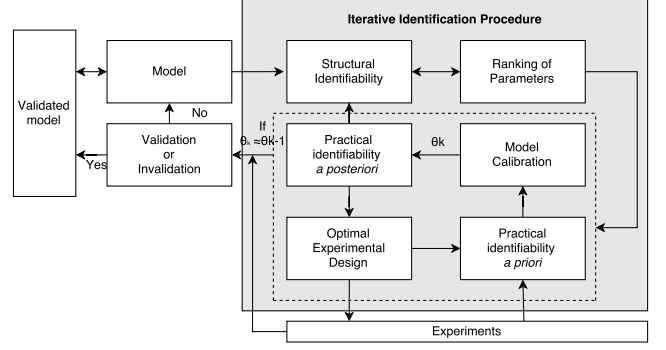 Iterative Identification Procedure
Model
Structural
Identifiability
Ranking of
Parameters
Validated
model
No
If
θk ≈θk-1
Yes
Validation
or
Invalidation
Practical
identifiability
a posteriori
θk
Model
Calibration
Optimal
Experimental
Design
Practical
identifiability
a priori
Experiments